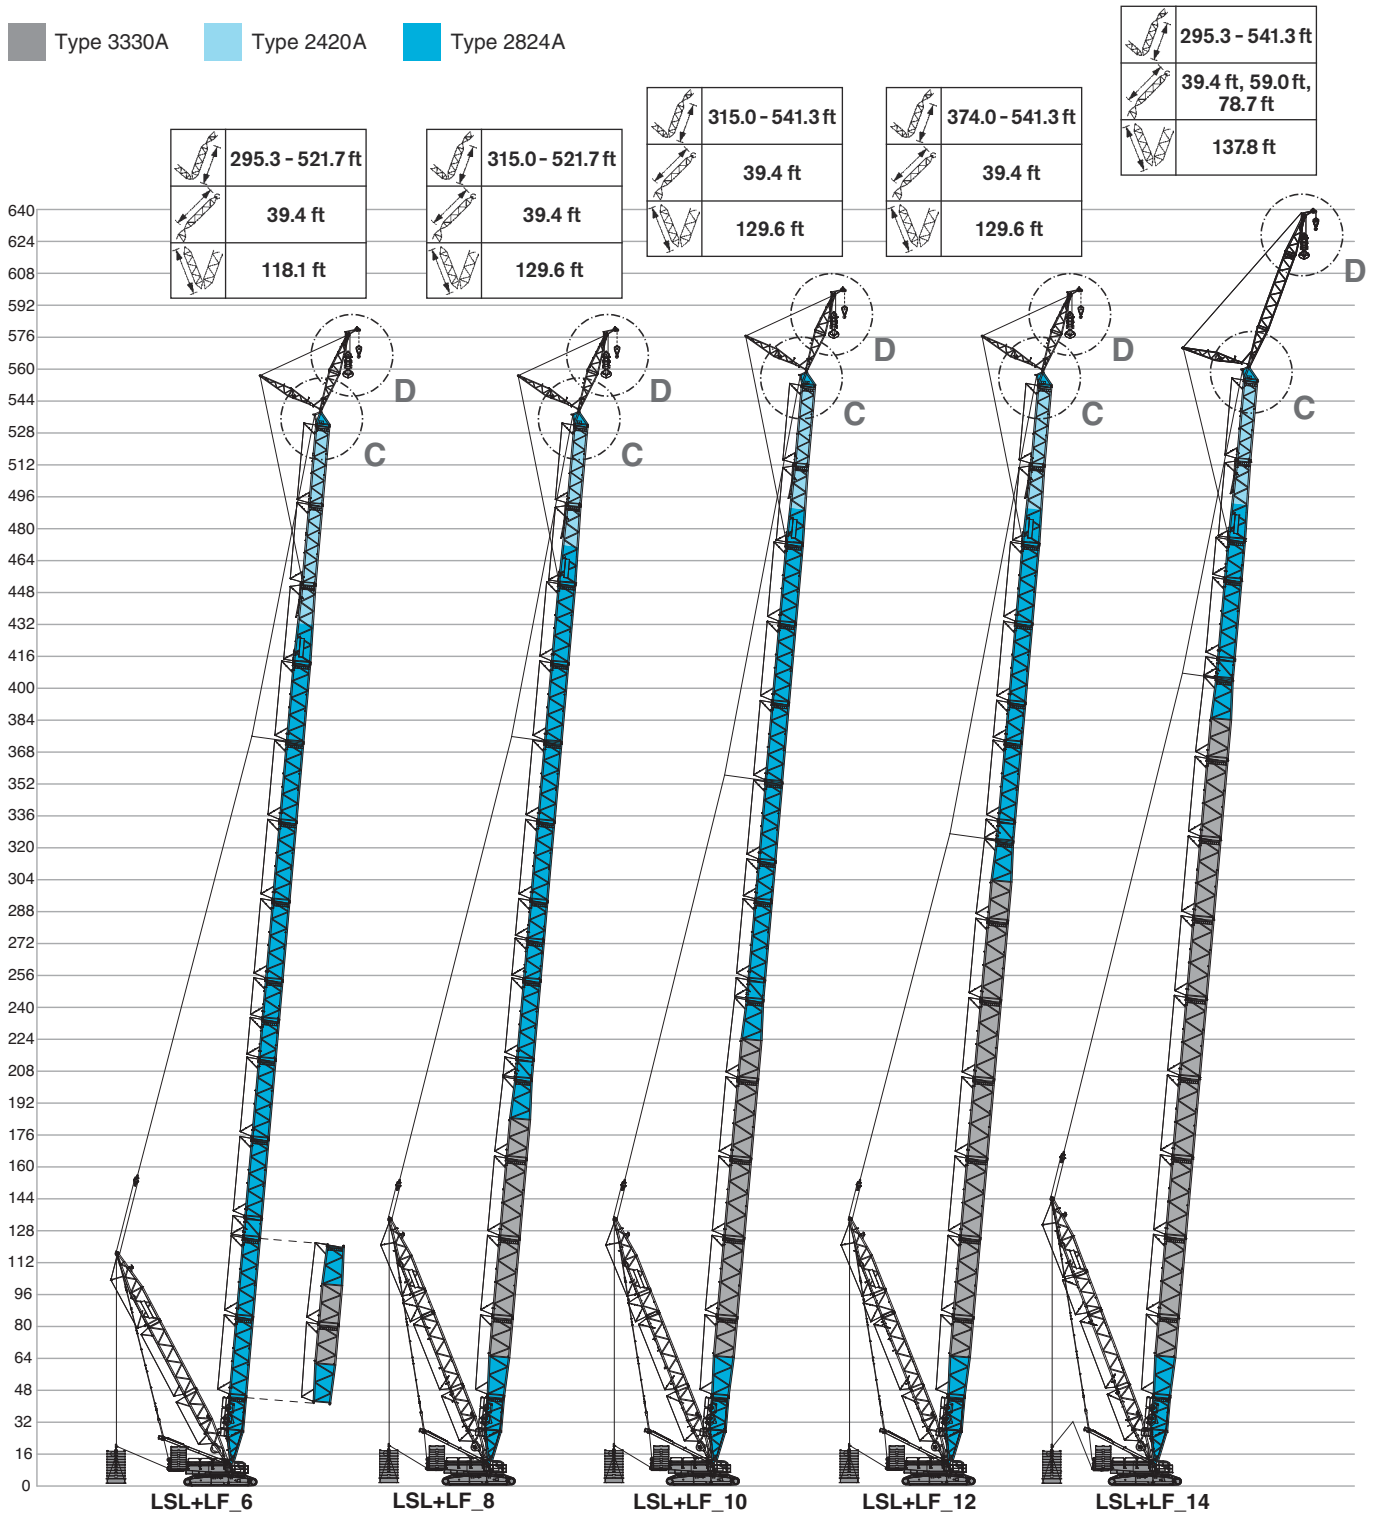 Type 3330A Type 2420A Type 2824A
295.3 - 521.7 ft
39.4 ft
118.1 ft
315.0 - 521.7 ft
39.4 ft
129.6 ft
315.0 - 541.3 ft
39.4 ft
129.6 ft
374.0 - 541.3 ft
39.4 ft
129.6 ft
295.3 - 541.3 ft
39.4 ft, 59.0 ft,
78.7 ft
137.8 ft
640
624
608
592
576
560
544
528
512
496
480
464
448
432
416
400
384
368
352
336
320
304
288
272
256
240
224
208
192
176
160
144
128
112
96
80
64
48
32
16
0
D
C
D
C
D
C
D
C
D
C
LSL+LF_6
LSL+LF_8
LSL+LF_10
LSL+LF_12
LSL+LF_14